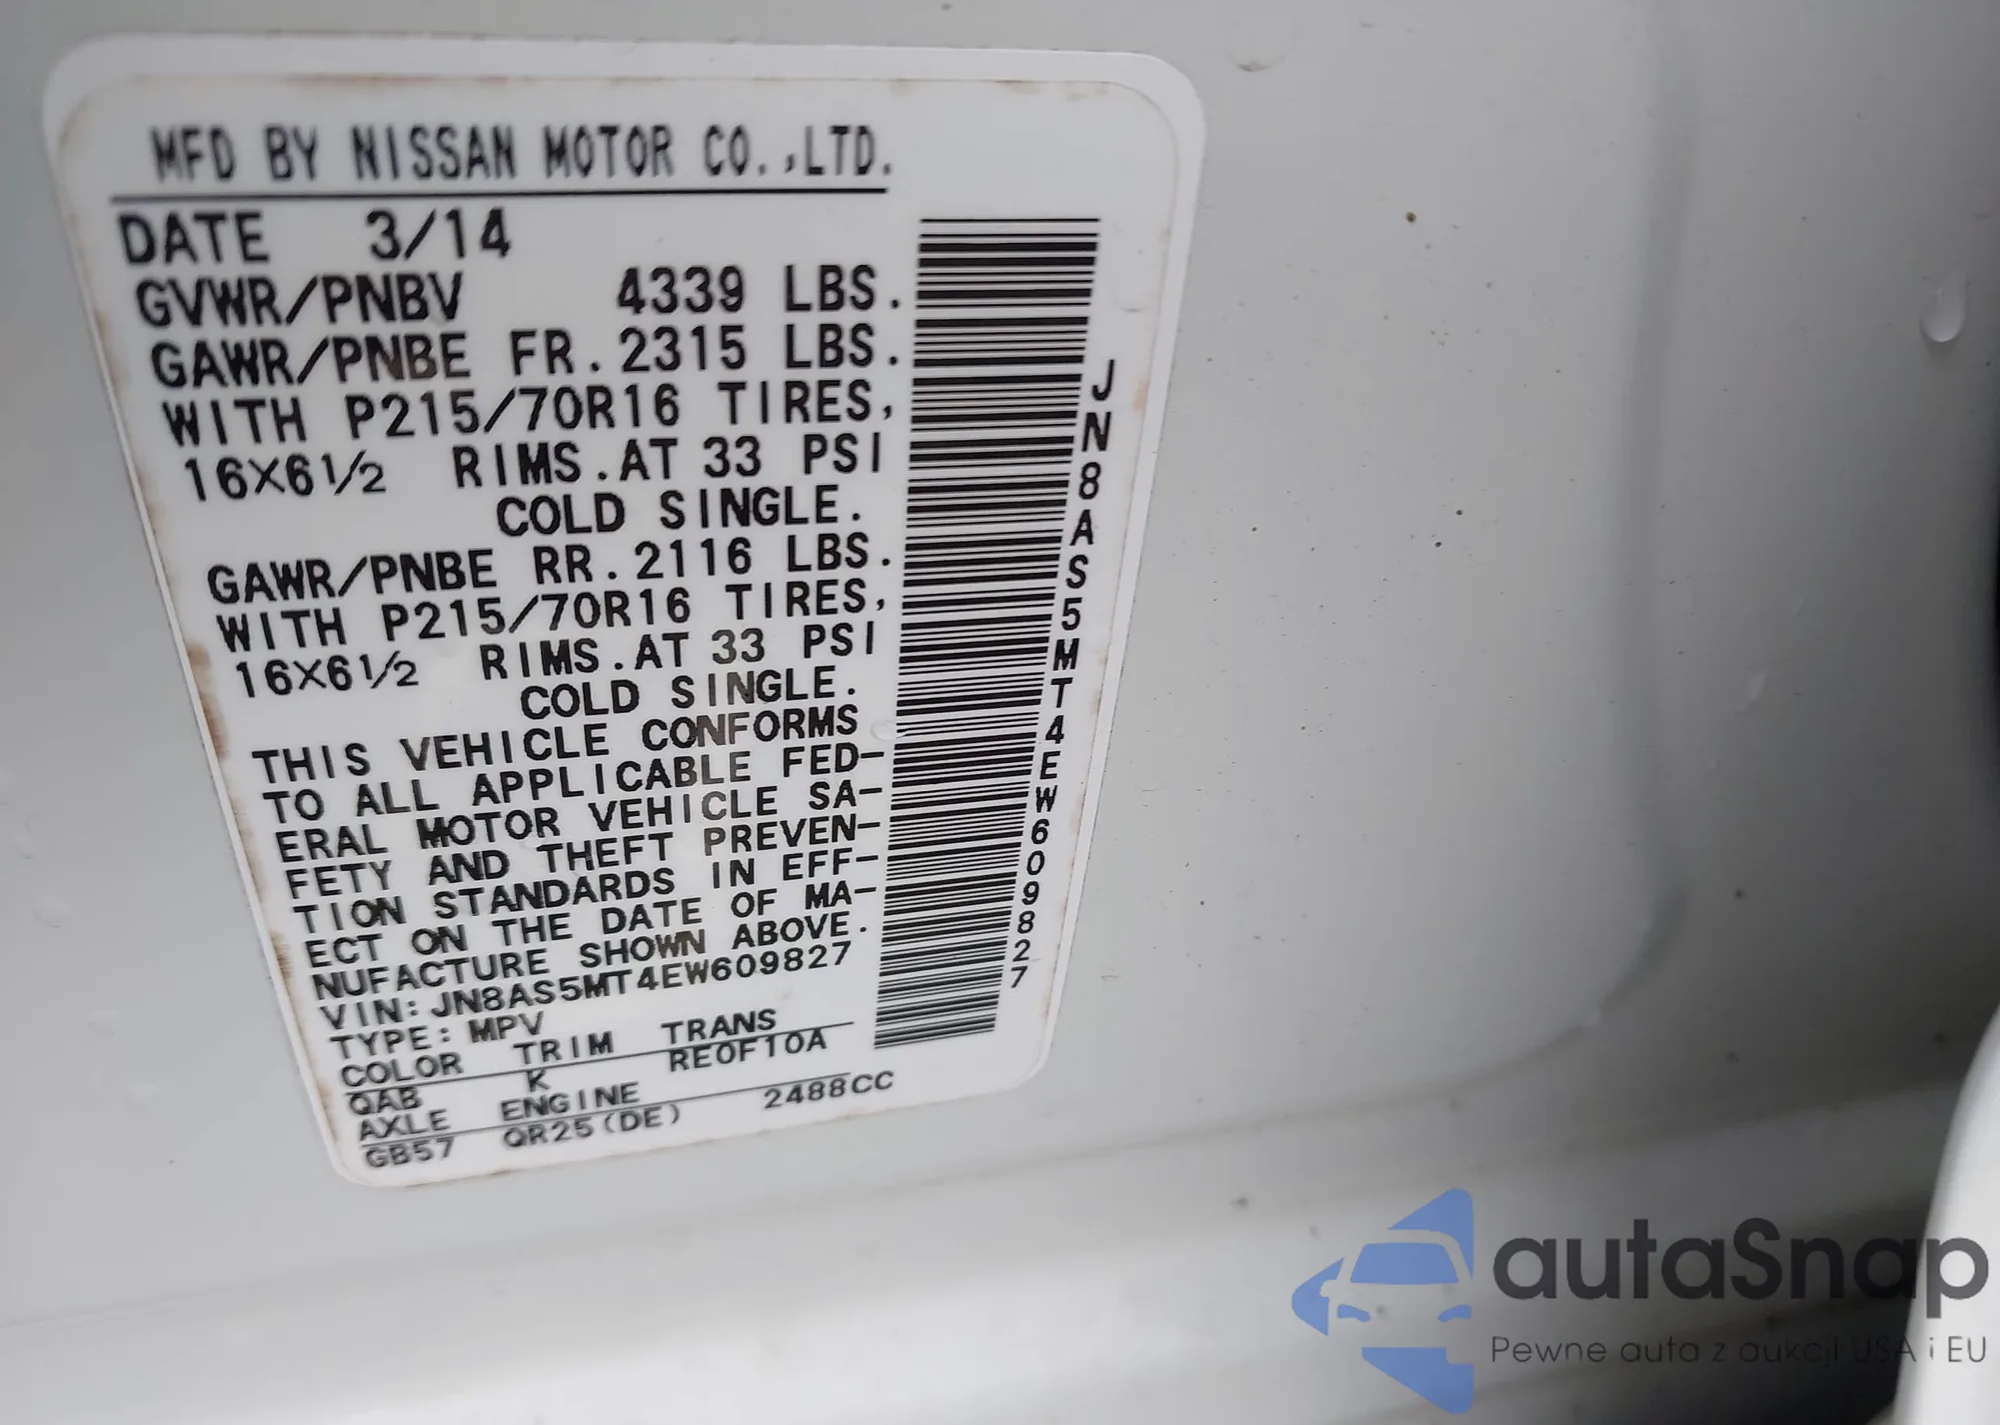 MFD BY NISSAN MOTOR CO.,LTD.
DATE 3/14
GVWR/PNBV 4339 LBS.
GAWR/PNBE FR.2315 LBS.
WITH P215/70R16 TIRES,
16X6½ RIMS.AT 33 PSI
COLD SINGLE.
GAWR/PNBE RR.2116 LBS.
WITH P215/70R16 TIRES,
16X6½ RIMS.AT 33 PSI
COLD SINGLE.
THIS VEHICLE CONFORMS
TO ALL APPLICABLE FED-
ERAL MOTOR VEHICLE SA-
FETY AND THEFT PREVEN-
TION STANDARDS IN EFF-
ECT ON THE DATE OF MA-
NUFACTURE SHOWN ABOVE.
VIN:JN8AS5MT4EW609827
TYPE:MPV
COLOR TRIM TRANS
QAB K RE0F10A
AXLE ENGINE
GB57 QR25(DE) 2488CC
JN8AS5MT4EW609827
autaSnap
Pewne auta z aukcji USA i EU